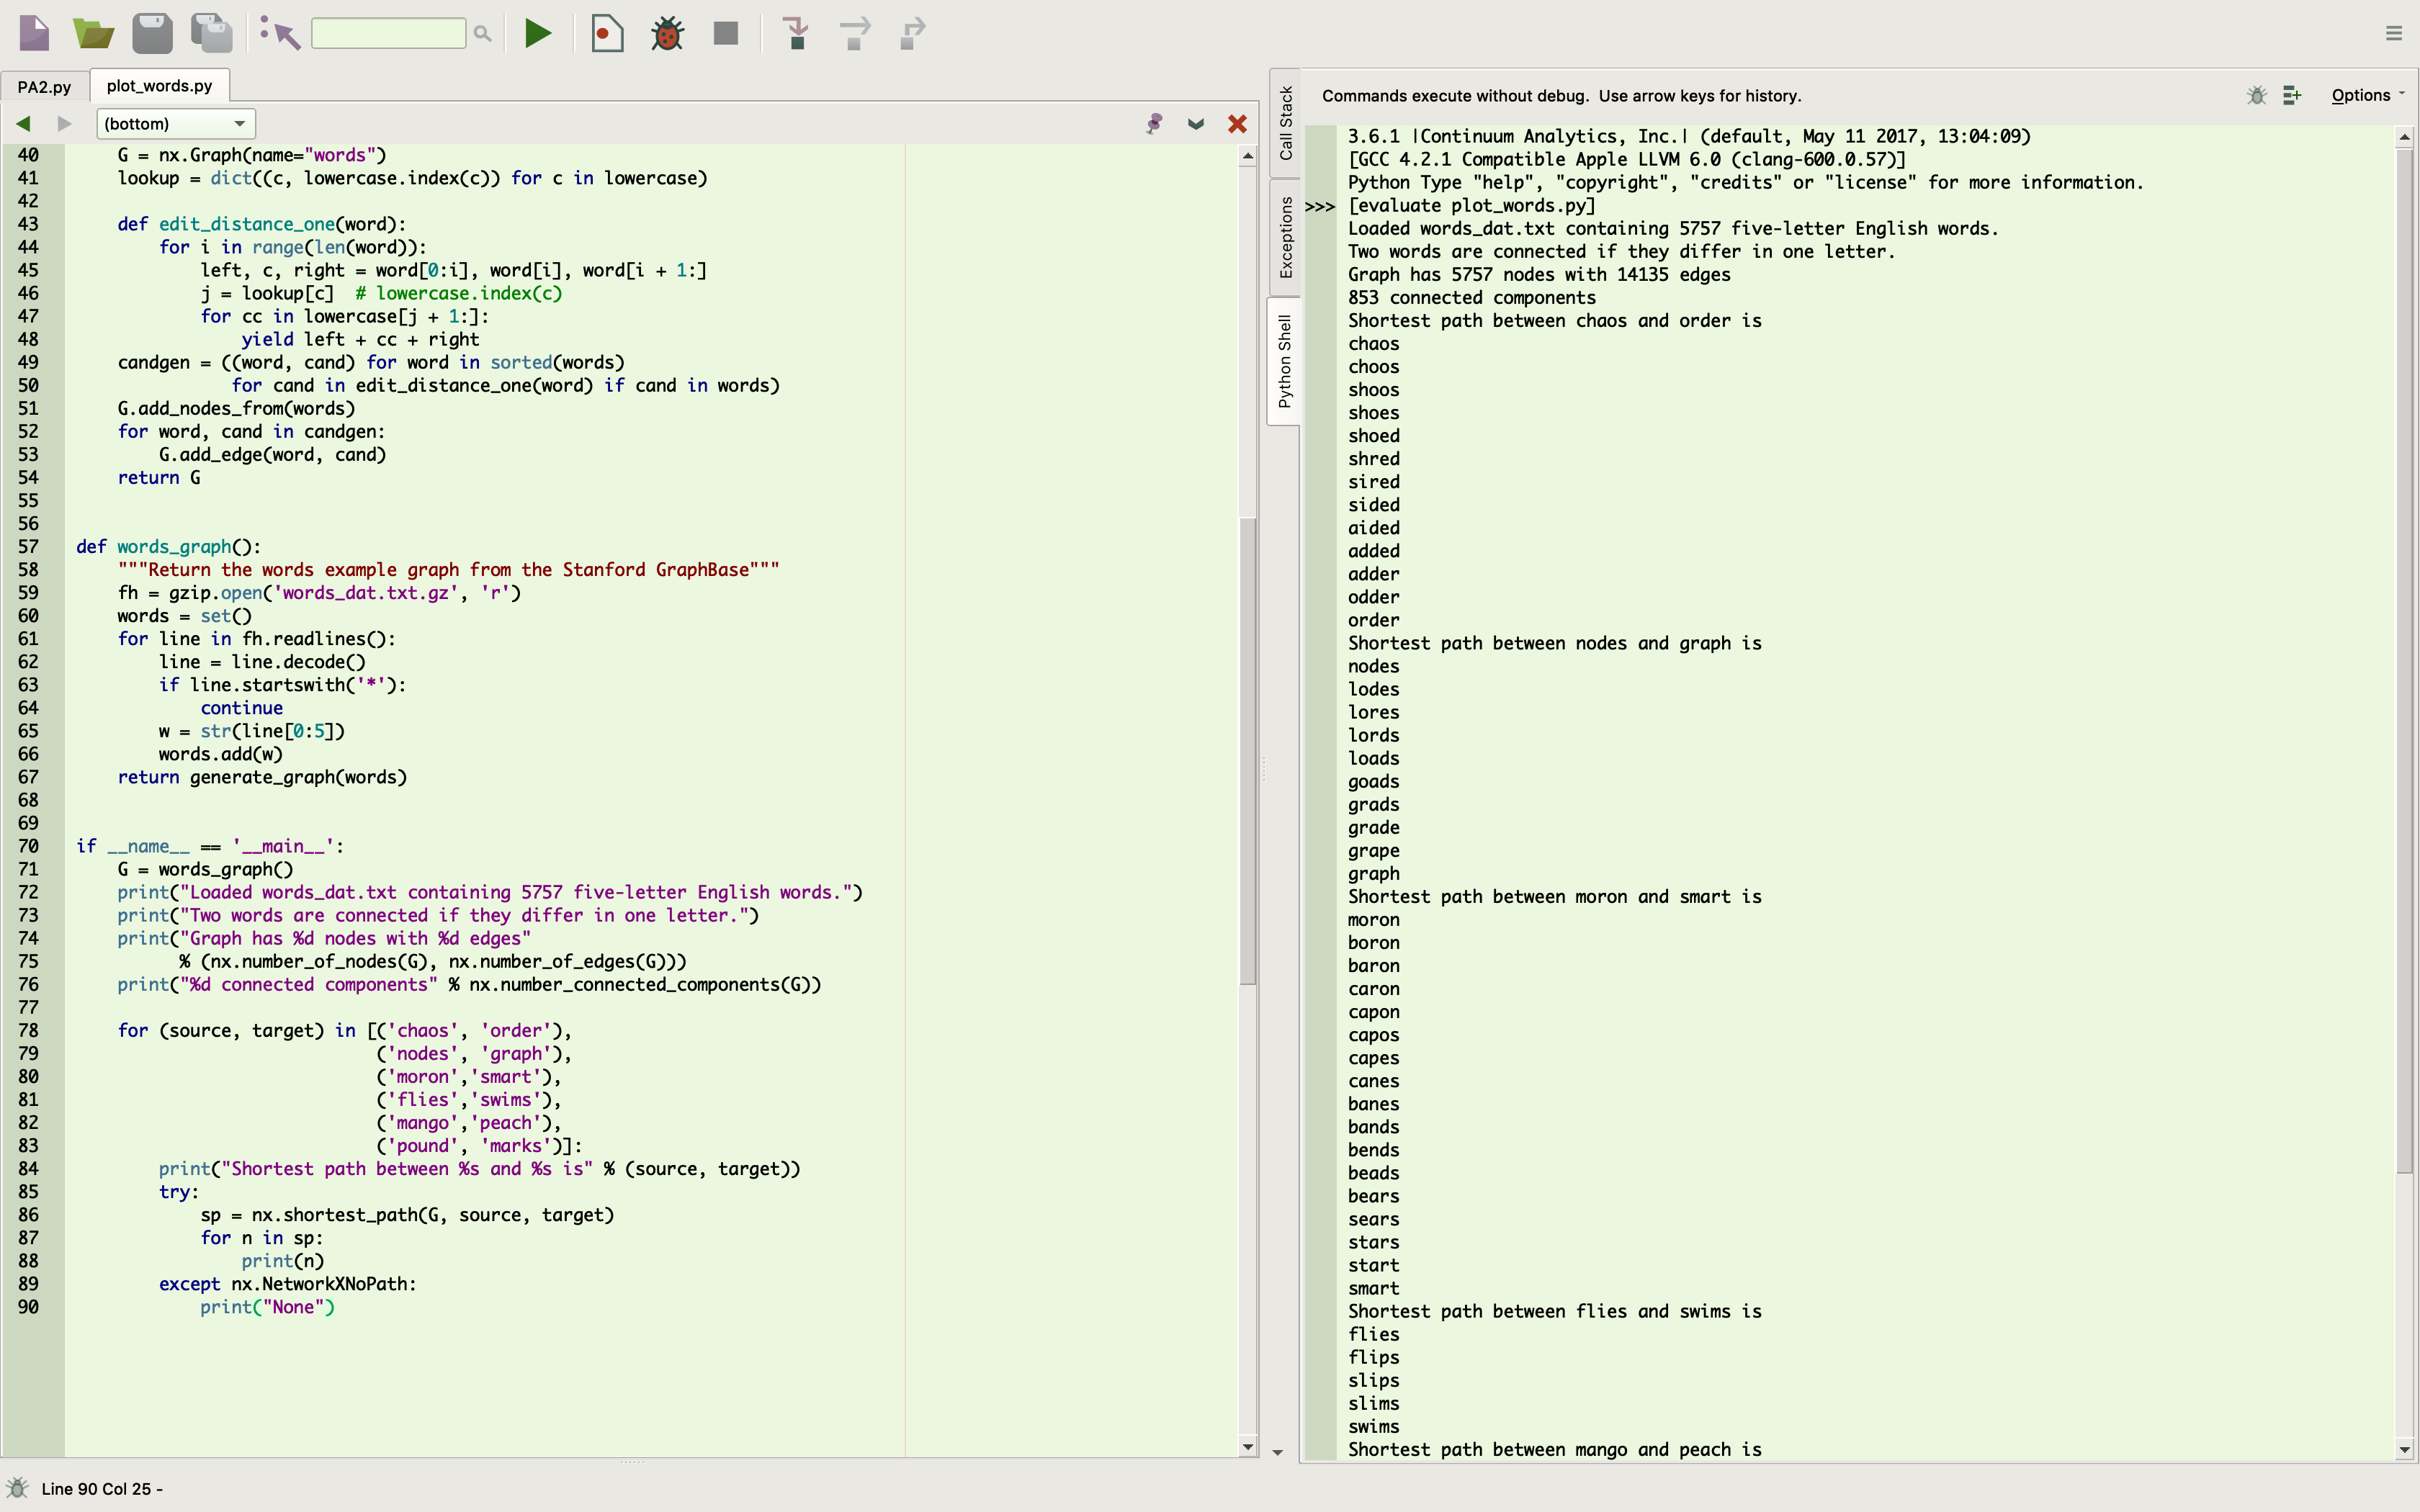 PA2.py
plot_words.py
(bottom)
40     G = nx.Graph(name="words")
41     lookup = dict((c, lowercase.index(c)) for c in lowercase)
42
43     def edit_distance_one(word):
44         for i in range(len(word)):
45             left, c, right = word[0:i], word[i], word[i + 1:]
46             j = lookup[c]  # lowercase.index(c)
47             for cc in lowercase[j + 1:]:
48                 yield left + cc + right
49     candgen = ((word, cand) for word in sorted(words)
50                for cand in edit_distance_one(word) if cand in words)
51     G.add_nodes_from(words)
52     for word, cand in candgen:
53         G.add_edge(word, cand)
54     return G
55
56
57 def words_graph():
58     """Return the words example graph from the Stanford GraphBase"""
59     fh = gzip.open('words_dat.txt.gz', 'r')
60     words = set()
61     for line in fh.readlines():
62         line = line.decode()
63         if line.startswith('*'):
64             continue
65         w = str(line[0:5])
66         words.add(w)
67     return generate_graph(words)
68
69
70 if __name__ == '__main__':
71     G = words_graph()
72     print("Loaded words_dat.txt containing 5757 five-letter English words.")
73     print("Two words are connected if they differ in one letter.")
74     print("Graph has %d nodes with %d edges"
75           % (nx.number_of_nodes(G), nx.number_of_edges(G)))
76     print("%d connected components" % nx.number_connected_components(G))
77
78     for (source, target) in [('chaos', 'order'),
79                              ('nodes', 'graph'),
80                              ('moron','smart'),
81                              ('flies','swims'),
82                              ('mango','peach'),
83                              ('pound', 'marks')]:
84         print("Shortest path between %s and %s is" % (source, target))
85         try:
86             sp = nx.shortest_path(G, source, target)
87             for n in sp:
88                 print(n)
89         except nx.NetworkXNoPath:
90             print("None")
Line 90 Col 25 -
Call Stack
Exceptions
Python Shell
Commands execute without debug.  Use arrow keys for history.
Options
3.6.1 |Continuum Analytics, Inc.| (default, May 11 2017, 13:04:09)
[GCC 4.2.1 Compatible Apple LLVM 6.0 (clang-600.0.57)]
Python Type "help", "copyright", "credits" or "license" for more information.
>>> [evaluate plot_words.py]
Loaded words_dat.txt containing 5757 five-letter English words.
Two words are connected if they differ in one letter.
Graph has 5757 nodes with 14135 edges
853 connected components
Shortest path between chaos and order is
chaos
choos
shoos
shoes
shoed
shred
sired
sided
aided
added
adder
odder
order
Shortest path between nodes and graph is
nodes
lodes
lores
lords
loads
goads
grads
grade
grape
graph
Shortest path between moron and smart is
moron
boron
baron
caron
capon
capos
capes
canes
banes
bands
bends
beads
bears
sears
stars
start
smart
Shortest path between flies and swims is
flies
flips
slips
slims
swims
Shortest path between mango and peach is